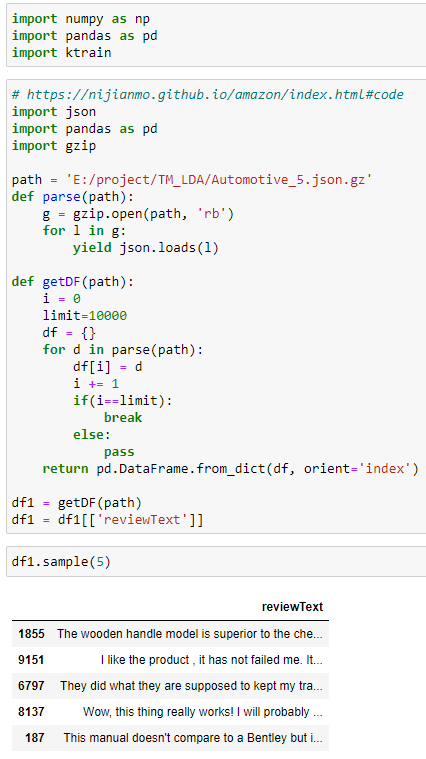 import numpy as np
import pandas as pd
import ktrain
# https://nijianmo.github.io/amazon/index.html#code
import json
import pandas as pd
import gzip
path = 'E:/project/TM_LDA/Automotive_5.json.gz'
def parse(path):
    g = gzip.open(path, 'rb')
    for l in g:
        yield json.loads(l)
def getDF(path):
    i = 0
    limit=10000
    df = {}
    for d in parse(path):
        df[i] = d
        i += 1
        if(i==limit):
            break
        else:
            pass
    return pd.DataFrame.from_dict(df, orient='index')
df1 = getDF(path)
df1 = df1[['reviewText']]
df1.sample(5)
reviewText
1855 The wooden handle model is superior to the che...
9151 I like the product , it has not failed me. It...
6797 They did what they are supposed to kept my tra...
8137 Wow, this thing really works! I will probably ...
187 This manual doesn't compare to a Bentley but i...